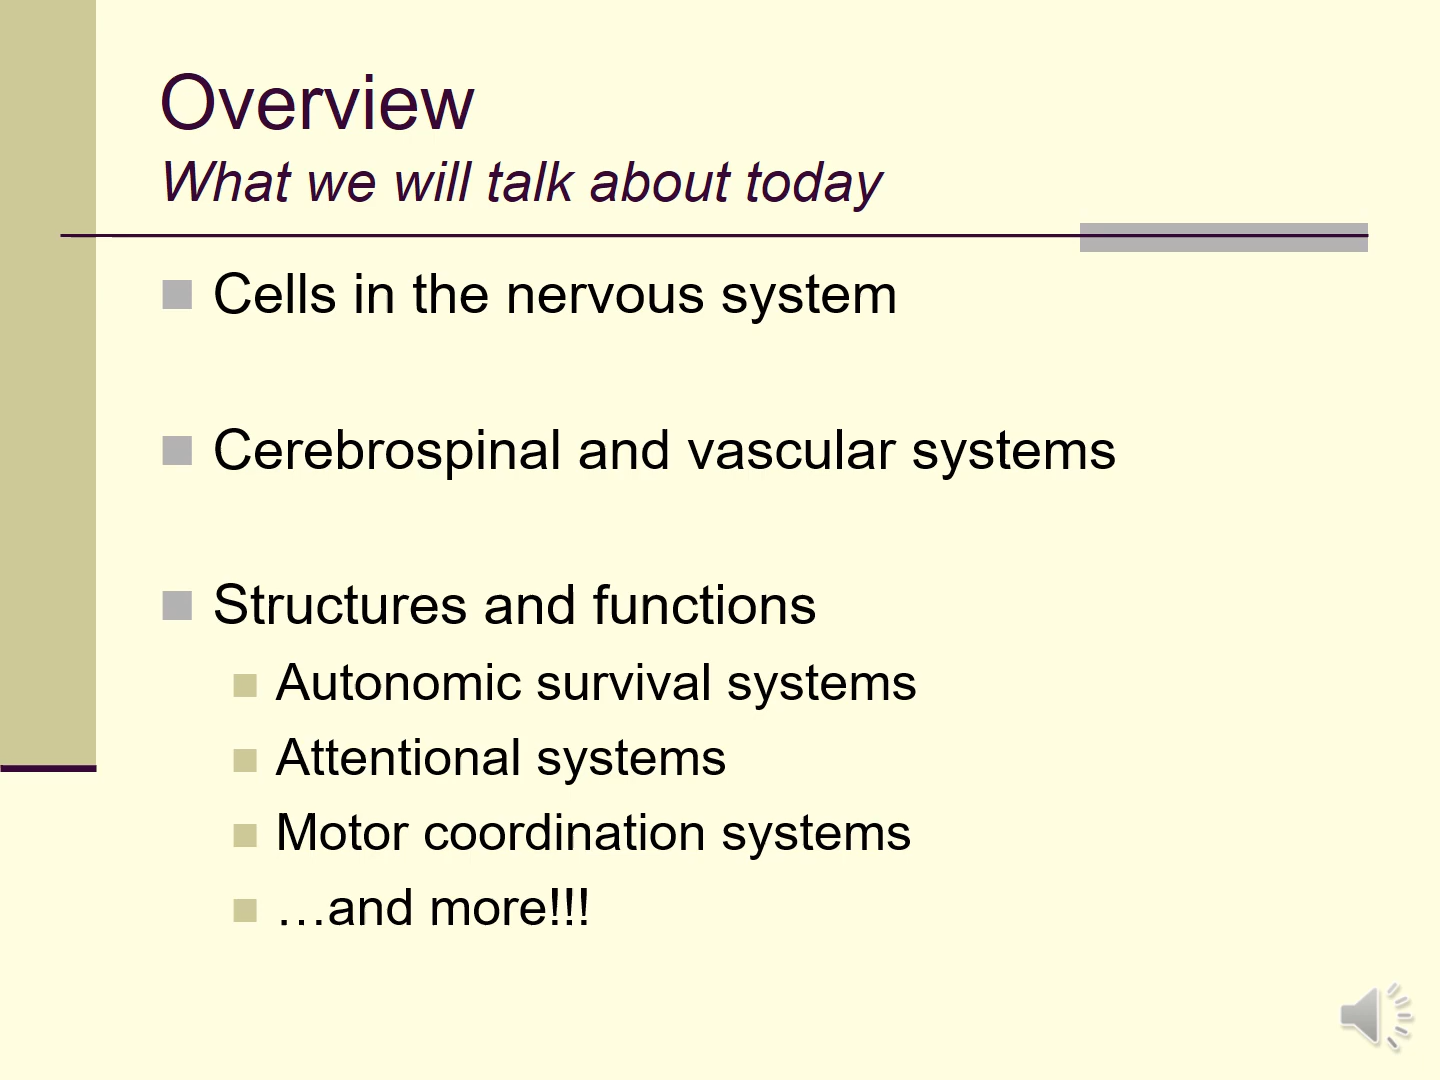 Overview
What we will talk about today
Cells in the nervous system
Cerebrospinal and vascular systems
Structures and functions
Autonomic survival systems
Attentional systems
Motor coordination systems
…and more!!!